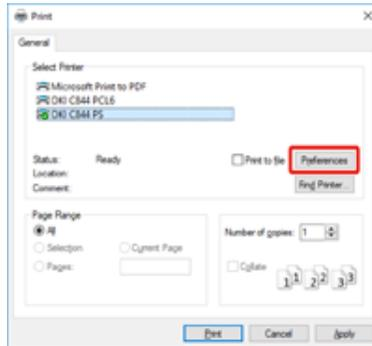 Print
General
Select Printer
Microsoft Print to PDF
OKI C844 PCL6
OKI C844 PS
Status: Ready
Print to file
Preferences
Location:
Comment:
Find Printer...
Page Range
All
Selection
Current Page
Pages:
Number of copies: 1
Collate
1 1 2 2 3 3
Print
Cancel
Apply